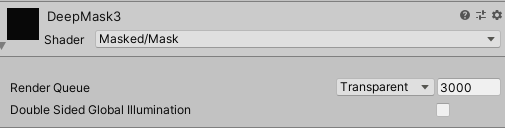 DeepMask3
Shader Masked/Mask
Render Queue Transparent 3000
Double Sided Global Illumination